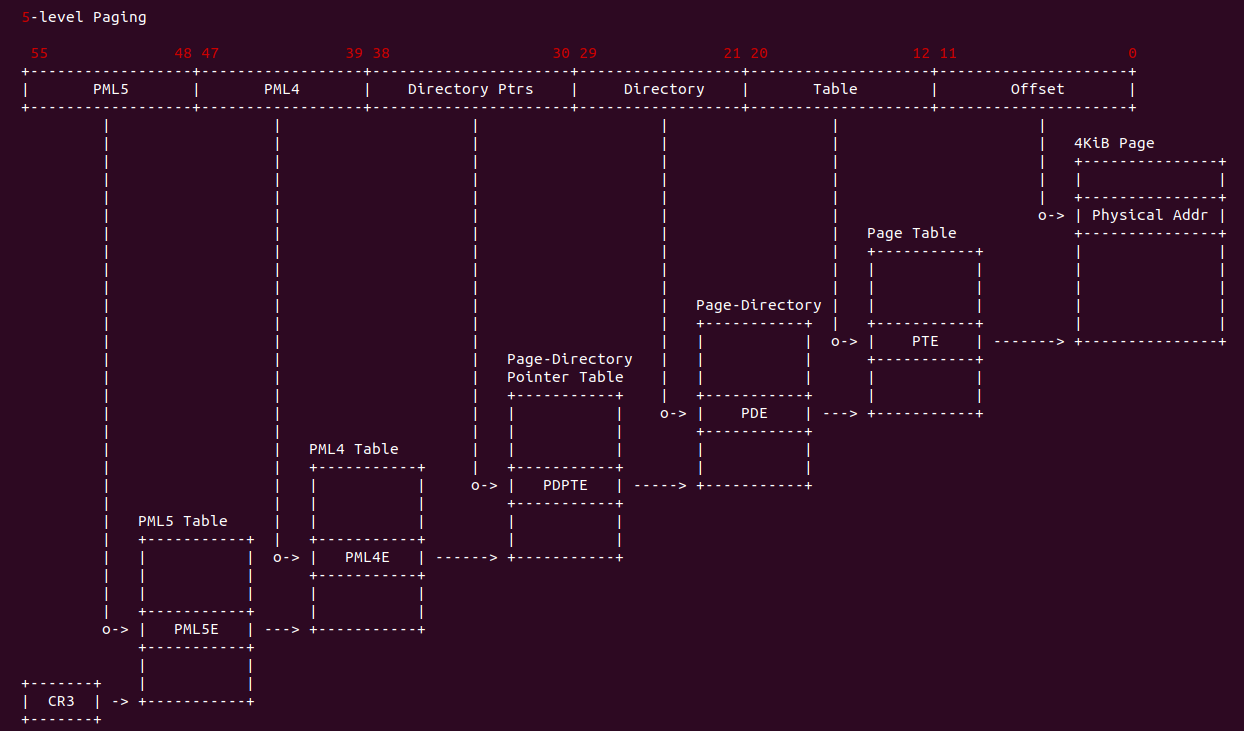 5-level Paging
55 48 47 39 38 30 29 21 20 12 11 0
+-------------------+------------------+----------------------+------------------+--------------------+---------------------+
| PML5 | PML4 | Directory Ptrs | Directory | Table | Offset |
4KiB Page
o-> | Physical Addr |
Page Table
Page-Directory
o-> | PTE | ------->
Page-Directory
Pointer Table
o-> | PDE | --->
PML4 Table
o-> | PDPTE | ----->
PML5 Table
o-> | PML4E | ------>
o-> | PML5E | --->
| CR3 | ->